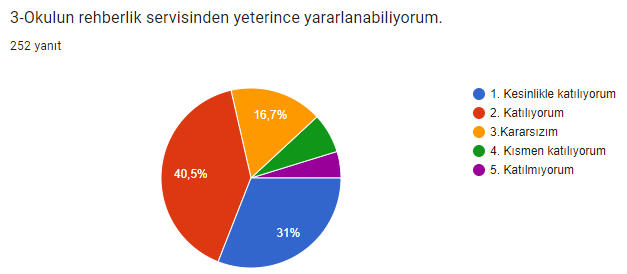 3-Okulun rehberlik servisinden yeterince yararlanabiliyorum.
252 yanıt
16,7%
40,5%
31%
1. Kesinlikle katılıyorum
2. Katılıyorum
3.Kararsızım
4. Kısmen katılıyorum
5. Katılmıyorum